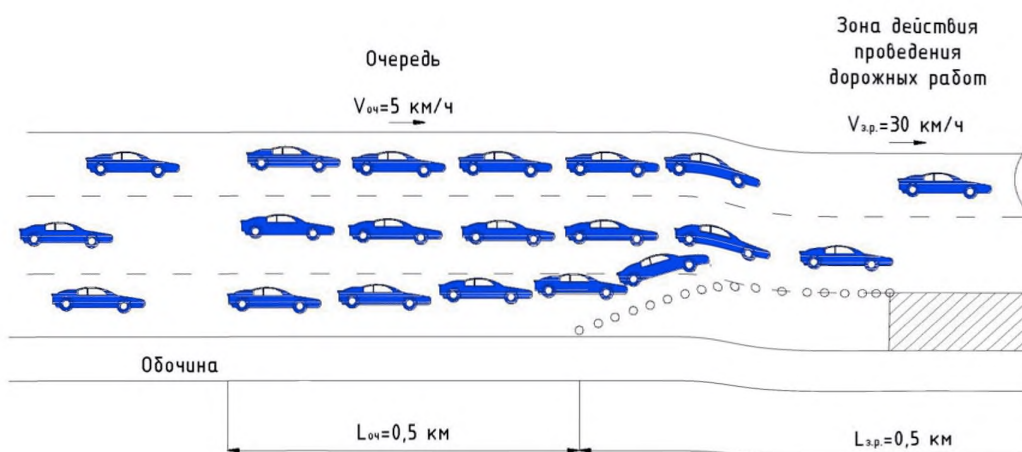 Очередь
Vоч=5 км/ч
Зона действия
проведения
дорожных работ
Vз.р.=30 км/ч
Обочина
Lоч=0,5 км
Lз.р.=0,5 км